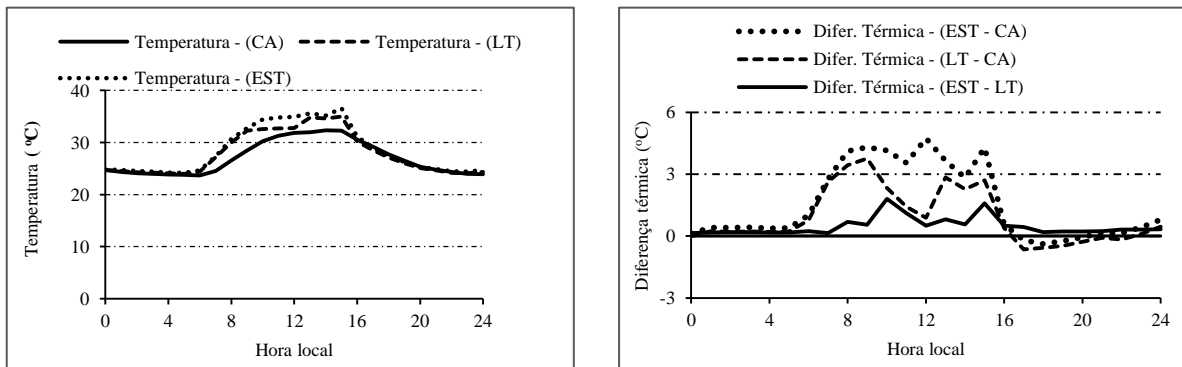 Temperatura - (CA)
Temperatura - (LT)
Temperatura - (EST)
40
30
20
10
0
Temperatura ( ºC)
0 4 8 12 16 20 24
Hora local
Difer. Térmica - (EST - CA)
Difer. Térmica - (LT - CA)
Difer. Térmica - (EST - LT)
6
3
0
-3
Diferença térmica (ºC)
0 4 8 12 16 20 24
Hora local